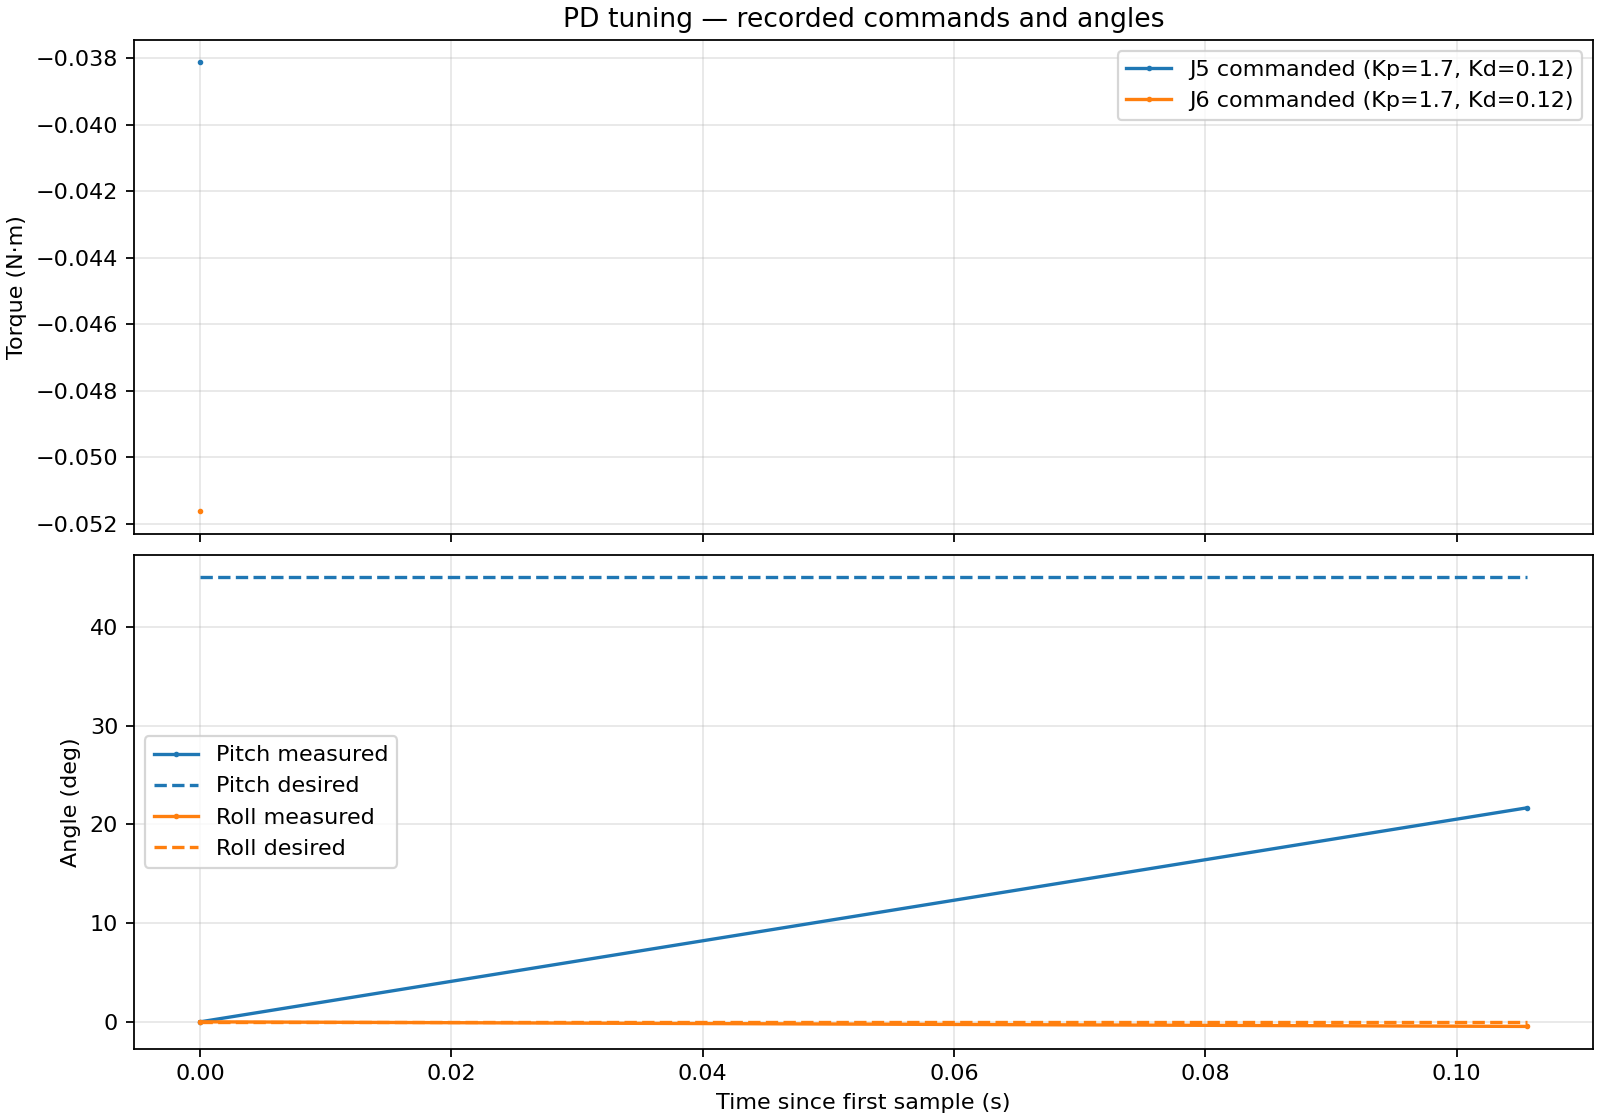 PD tuning — recorded commands and angles
−0.038
−0.040
−0.042
−0.044
−0.046
−0.048
−0.050
−0.052
Torque (N·m)
J5 commanded (Kp=1.7, Kd=0.12)
J6 commanded (Kp=1.7, Kd=0.12)
40
30
20
10
0
Angle (deg)
Pitch measured
Pitch desired
Roll measured
Roll desired
0.00
0.02
0.04
0.06
0.08
0.10
Time since first sample (s)